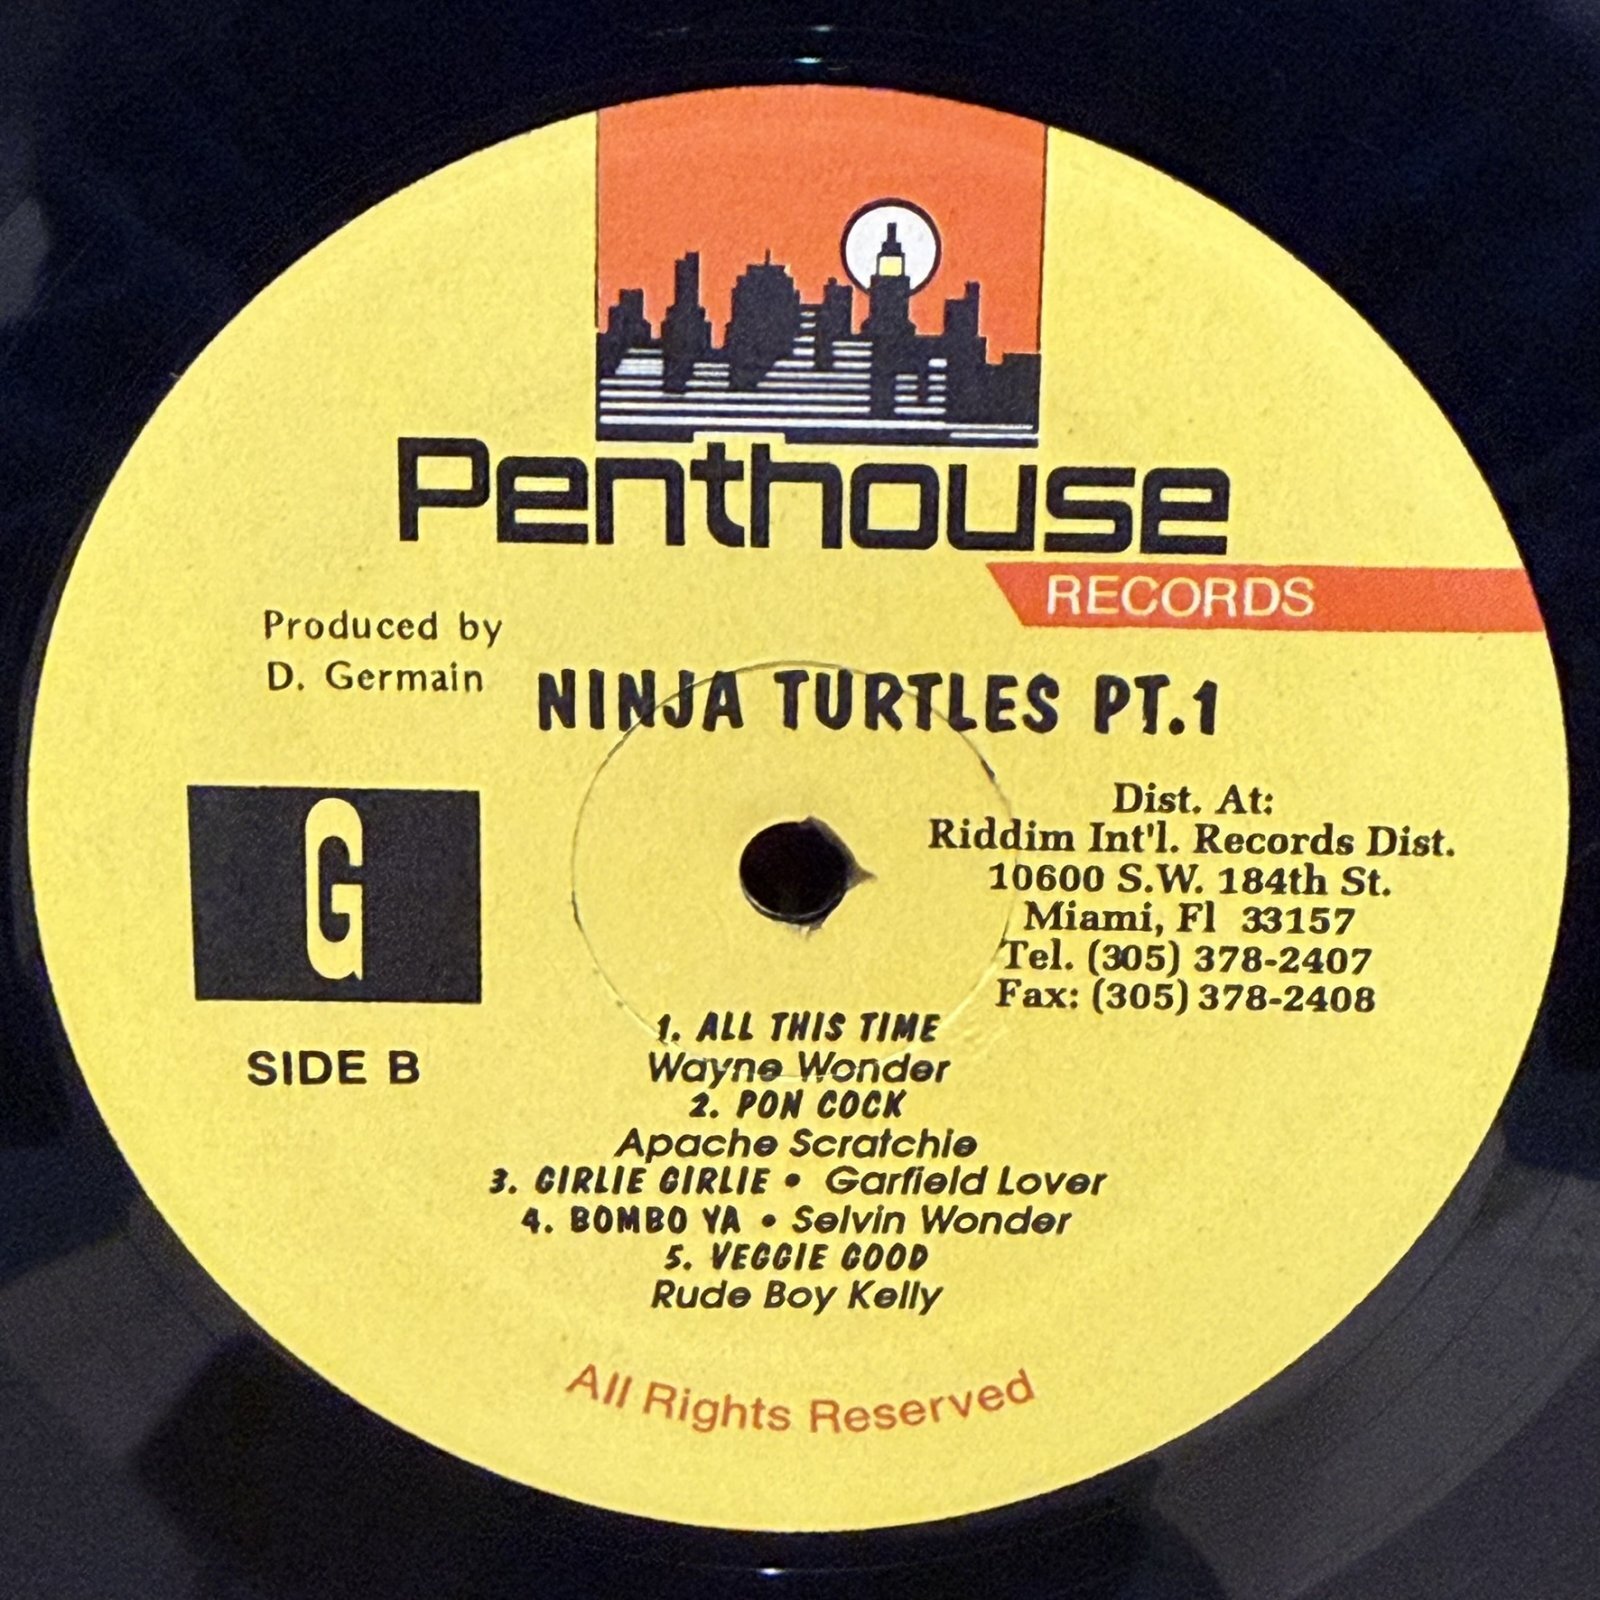 Penthouse
RECORDS
Produced by
D. Germain
NINJA TURTLES PT.1
G
SIDE B
Dist. At:
Riddim Int'l. Records Dist.
10600 S.W. 184th St.
Miami, Fl 33157
Tel. (305) 378-2407
Fax: (305) 378-2408
1. ALL THIS TIME
Wayne Wonder
2. PON COCK
Apache Scratchie
3. GIRLIE GIRLIE • Garfield Lover
4. BOMBO YA • Selvin Wonder
5. VEGGIE GOOD
Rude Boy Kelly
All Rights Reserved